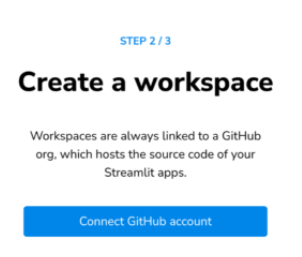 STEP 2 / 3
Create a workspace
Workspaces are always linked to a GitHub
org, which hosts the source code of your
Streamlit apps.
Connect GitHub account